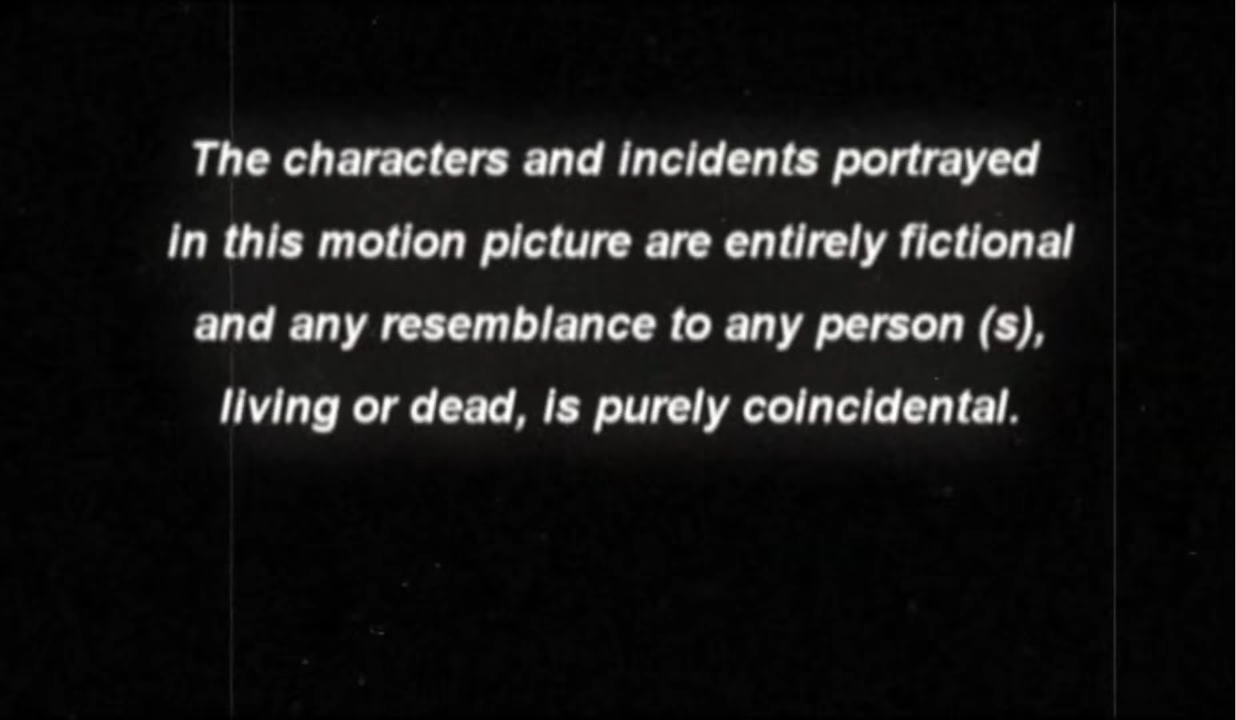 The characters and incidents portrayed
in this motion picture are entirely fictional
and any resemblance to any person (s),
living or dead, is purely coincidental.